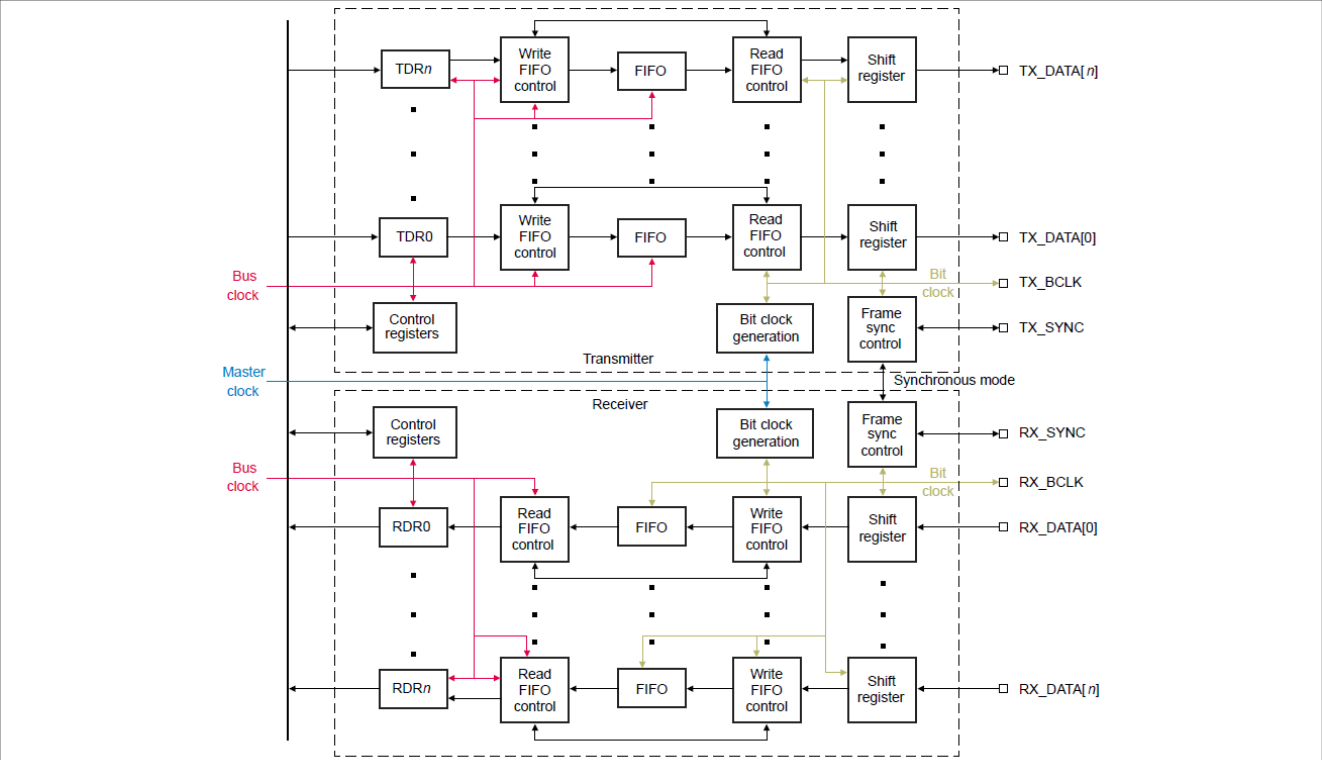 TDRn
Write
FIFO
control
FIFO
Read
FIFO
control
Shift
register
TX_DATA[n]
TDR0
Write
FIFO
control
FIFO
Read
FIFO
control
Shift
register
TX_DATA[0]
Bus
clock
Bit
clock
TX_BCLK
Control
registers
Bit clock
generation
Frame
sync
control
TX_SYNC
Transmitter
Master
clock
Synchronous mode
Receiver
Control
registers
Bit clock
generation
Frame
sync
control
RX_SYNC
Bus
clock
Bit
clock
RX_BCLK
RDR0
Read
FIFO
control
FIFO
Write
FIFO
control
Shift
register
RX_DATA[0]
RDRn
Read
FIFO
control
FIFO
Write
FIFO
control
Shift
register
RX_DATA[n]